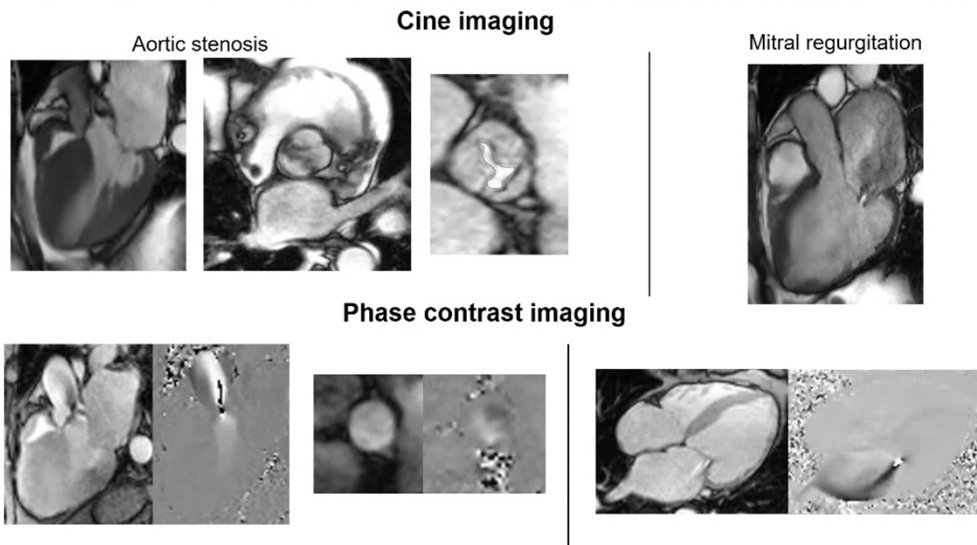 Cine imaging
Aortic stenosis
Mitral regurgitation
Phase contrast imaging